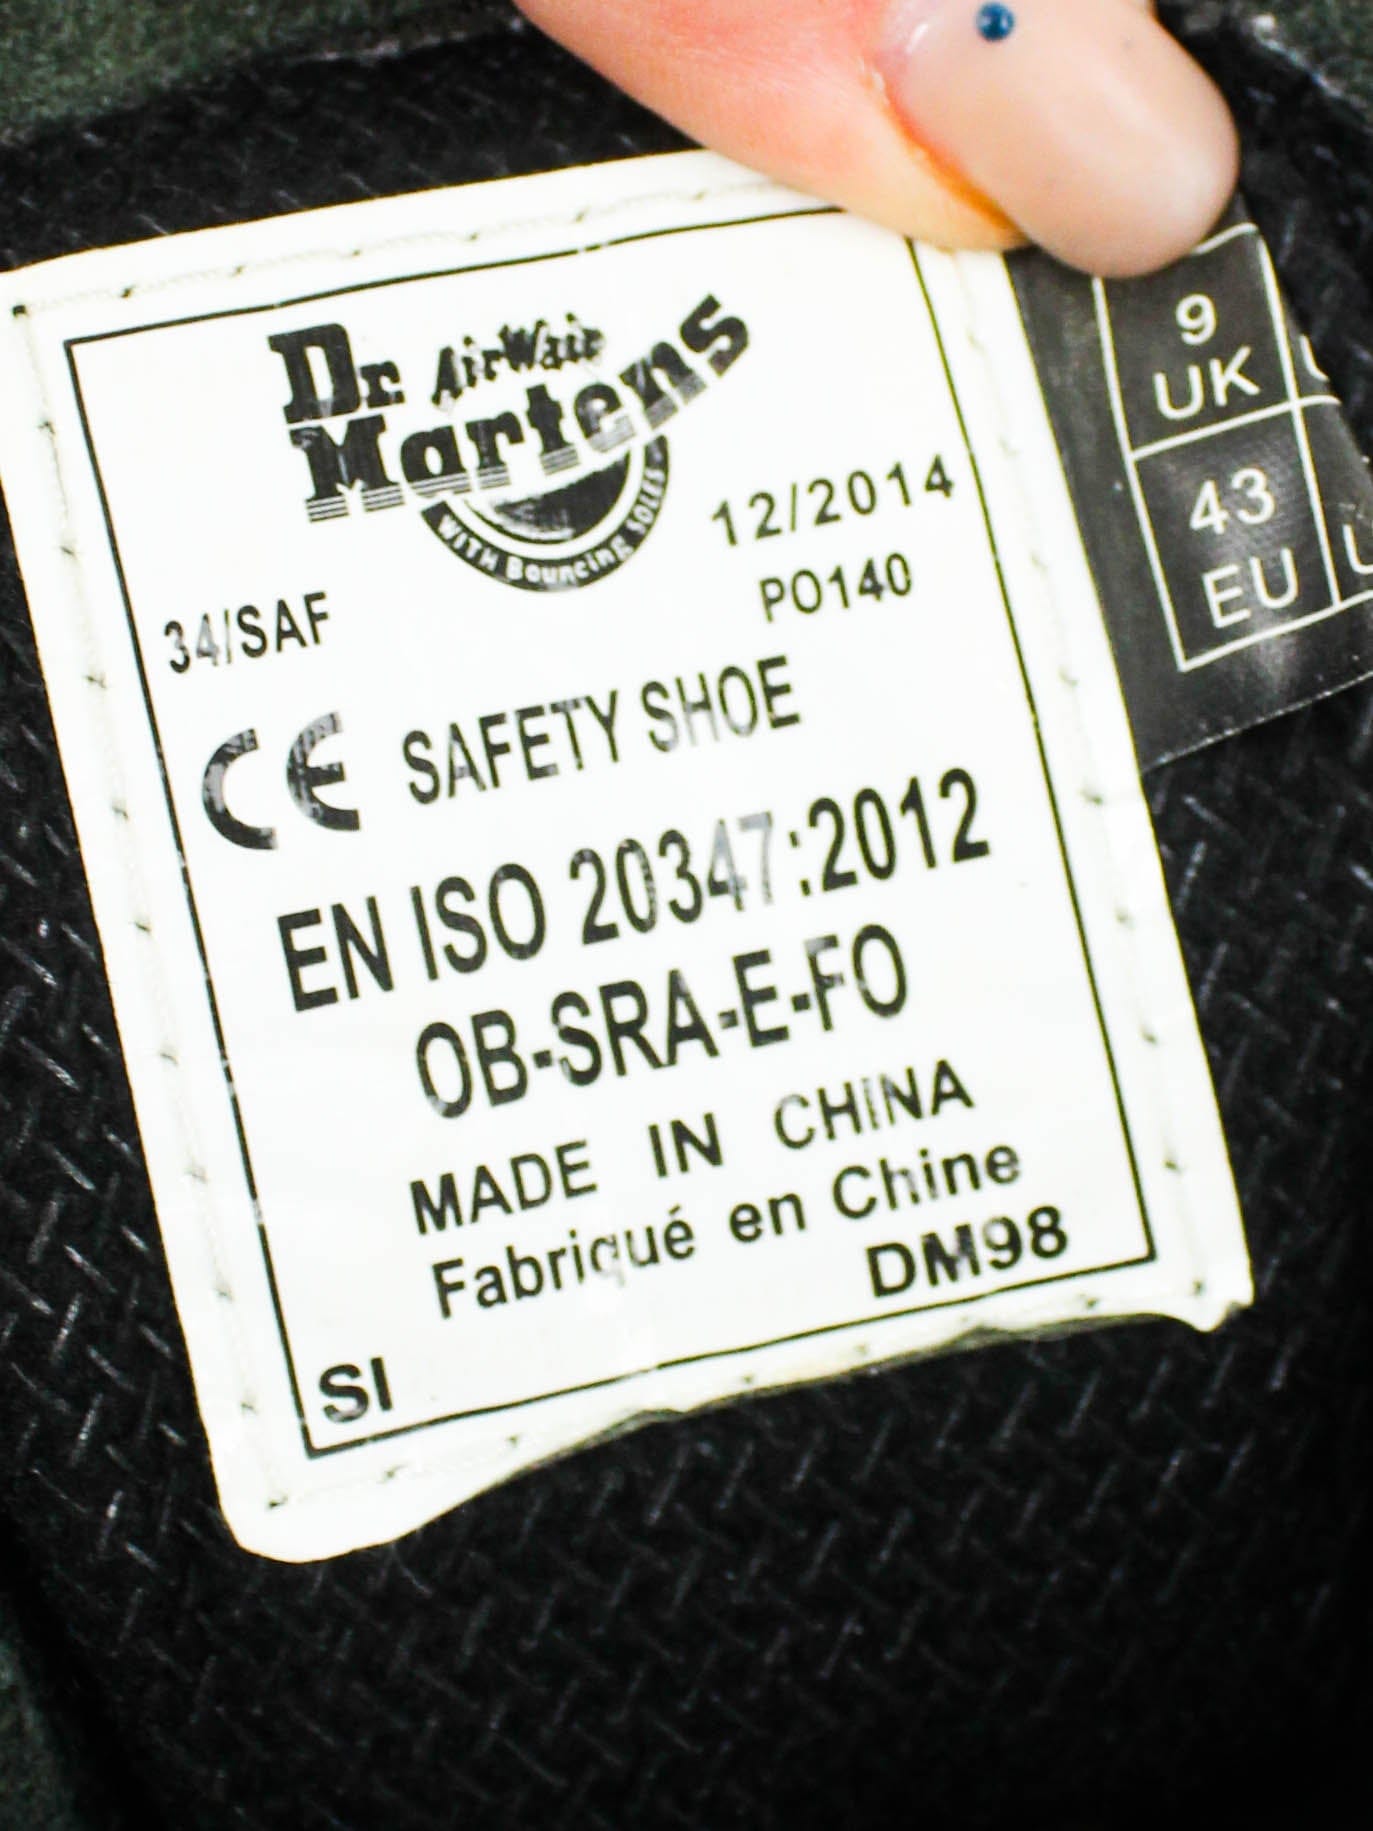 Dr. AirWair
Martens
WITH Bouncing SOLES
12/2014
PO140
34/SAF
CE SAFETY SHOE
EN ISO 20347:2012
OB-SRA-E-FO
MADE IN CHINA
Fabriqué en Chine
DM98
SI
9
UK
43
EU